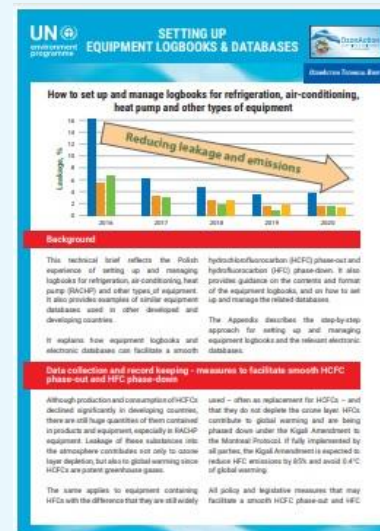 UN
environment
programme
SETTING UP
EQUIPMENT LOGBOOKS & DATABASES
OzonAction
OzonAction Technical Brief
How to set up and manage logbooks for refrigeration, air-conditioning,
heat pump and other types of equipment
Leakage, %
16
14
12
10
8
6
4
2
0
Reducing leakage and emissions
2016
2017
2018
2019
2020
Background
This technical brief reflects the Polish
experience of setting up and managing
logbooks for refrigeration, air-conditioning, heat
pump (RACHP) and other types of equipment.
It also provides examples of similar equipment
databases used in other developed and
developing countries.
It explains how equipment logbooks and
electronic databases can facilitate a smooth
hydrochlorofluorocarbon (HCFC) phase-out and
hydrofluorocarbon (HFC) phase-down. It also
provides guidance on the contents and format
of the equipment logbooks, and on how to set
up and manage the related databases.
The Appendix describes the step-by-step
approach for setting up and managing
equipment logbooks and the relevant electronic
databases.
Data collection and record keeping - measures to facilitate smooth HCFC
phase-out and HFC phase-down
Although production and consumption of HCFCs
declined significantly in developing countries,
there are still huge quantities of them contained
in products and equipment, especially in RACHP
equipment. Leakage of these substances into
the atmosphere contributes not only to ozone
layer depletion, but also to global warming since
HCFCs are potent greenhouse gases.
The same applies to equipment containing
HFCs with the difference that they are still widely
used – often as replacement for HCFCs – and
that they do not deplete the ozone layer. HFCs
contribute to global warming and are being
phased down under the Kigali Amendment to
the Montreal Protocol. If fully implemented by
all parties, the Kigali Amendment is expected to
reduce HFC emissions by 85% and avoid 0.4°C
of global warming.
All policy and legislative measures that may
facilitate a smooth HCFC phase-out and HFC